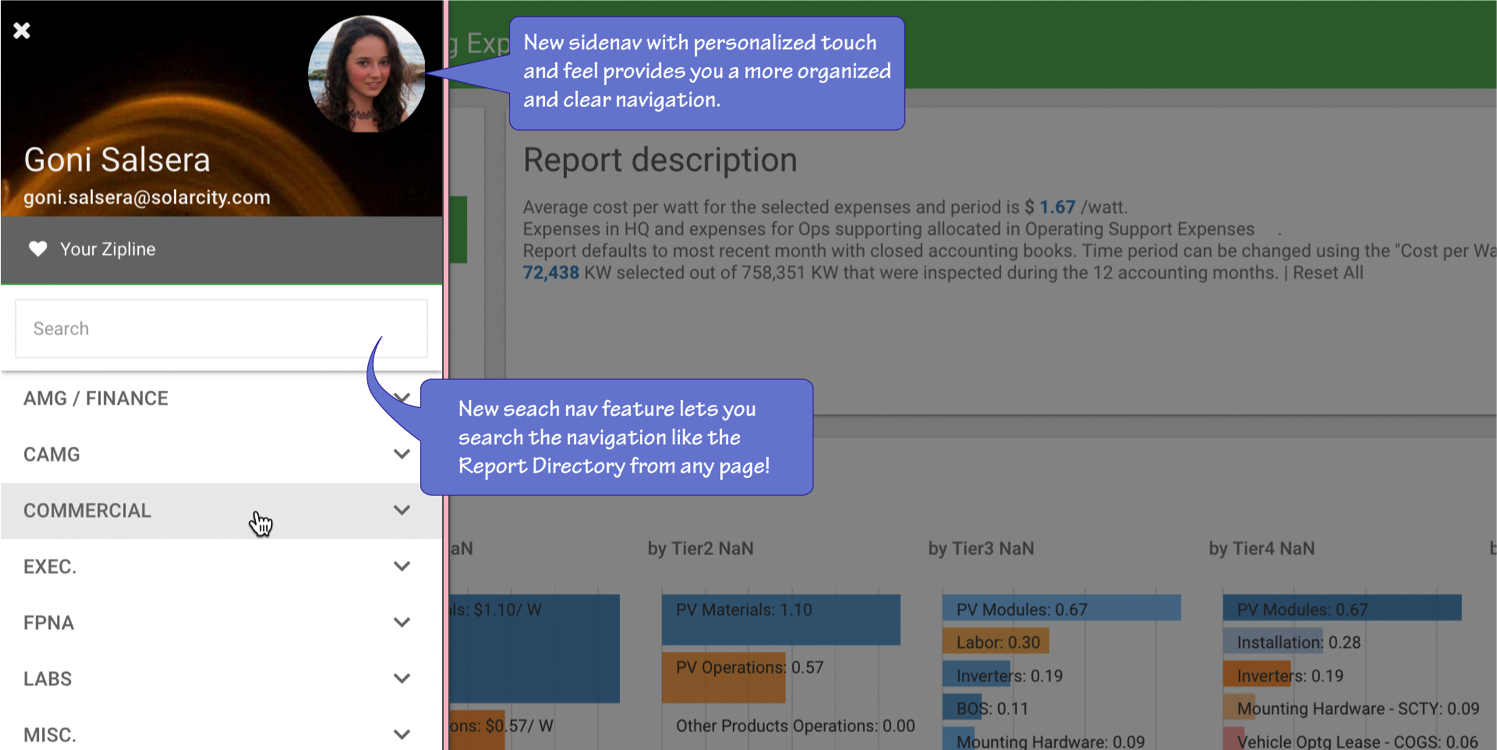 g Exp
New sidenav with personalized touch
and feel provides you a more organized
and clear navigation.
Goni Salsera
goni.salsera@solarcity.com
Your Zipline
Search
AMG / FINANCE
CAMG
COMMERCIAL
EXEC.
FPNA
LABS
MISC.
Report description
Average cost per watt for the selected expenses and period is $ 1.67 /watt.
Expenses in HQ and expenses for Ops supporting allocated in Operating Support Expenses .
Report defaults to most recent month with closed accounting books. Time period can be changed using the "Cost per Wa
72,438 KW selected out of 758,351 KW that were inspected during the 12 accounting months. | Reset All
New seach nav feature lets you
search the navigation like the
Report Directory from any page!
aN
ls: $1.10/ W
ons: $0.57/ W
by Tier2 NaN
PV Materials: 1.10
PV Operations: 0.57
Other Products Operations: 0.00
by Tier3 NaN
PV Modules: 0.67
Labor: 0.30
Inverters: 0.19
BOS: 0.11
Mounting Hardware: 0.09
by Tier4 NaN
PV Modules: 0.67
Installation: 0.28
Inverters: 0.19
Mounting Hardware - SCTY: 0.09
Vehicle Optg Lease - COGS: 0.06
b